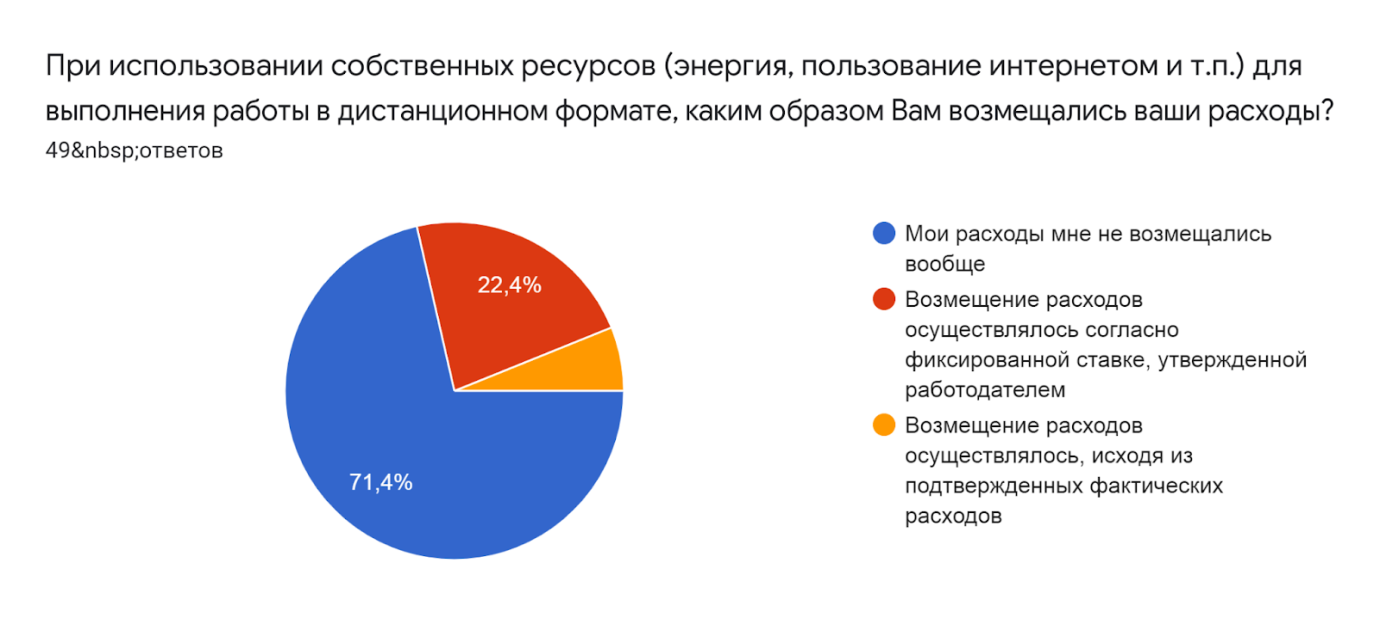 При использовании собственных ресурсов (энергия, пользование интернетом и т.п.) для
выполнения работы в дистанционном формате, каким образом Вам возмещались ваши расходы?
49&nbsp;ответов
22,4%
71,4%
Мои расходы мне не возмещались
вообще
Возмещение расходов
осуществлялось согласно
фиксированной ставке, утвержденной
работодателем
Возмещение расходов
осуществлялось, исходя из
подтвержденных фактических
расходов